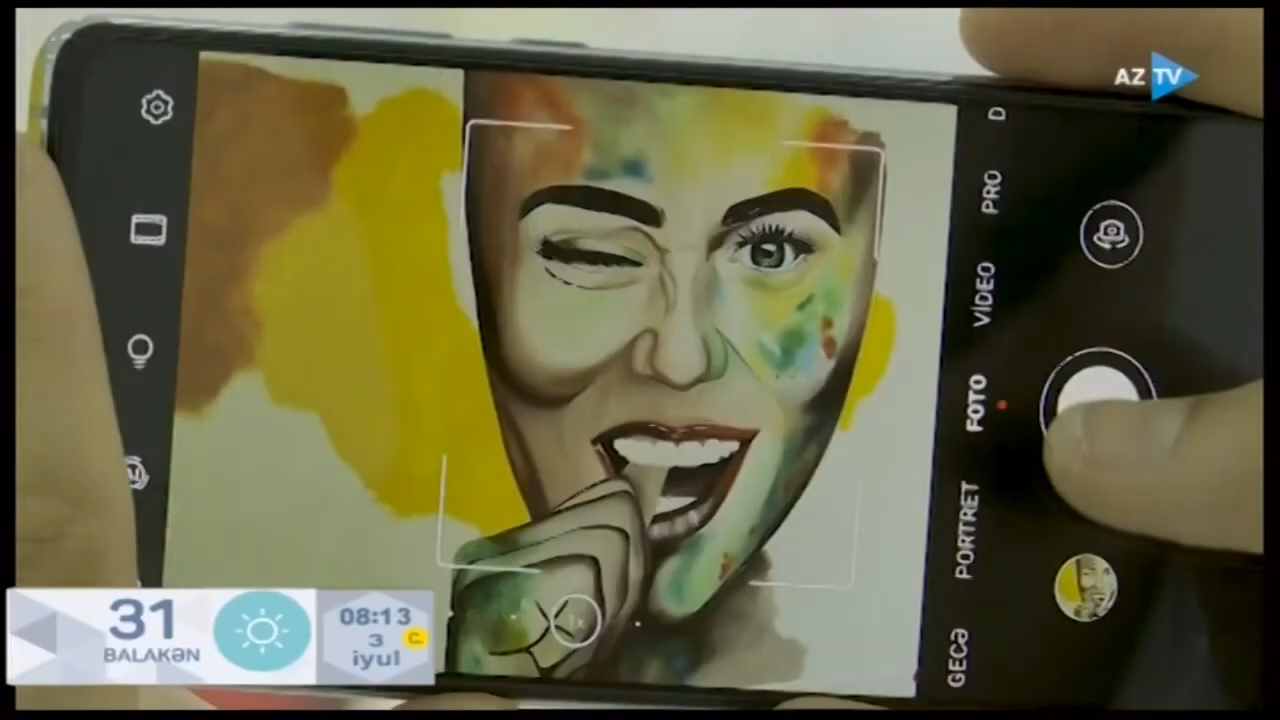 AZ TV
D
PRO
VİDEO
FOTO
PORTRET
GECƏ
1x
31
BALAKƏN
08:13
3
iyul
C.